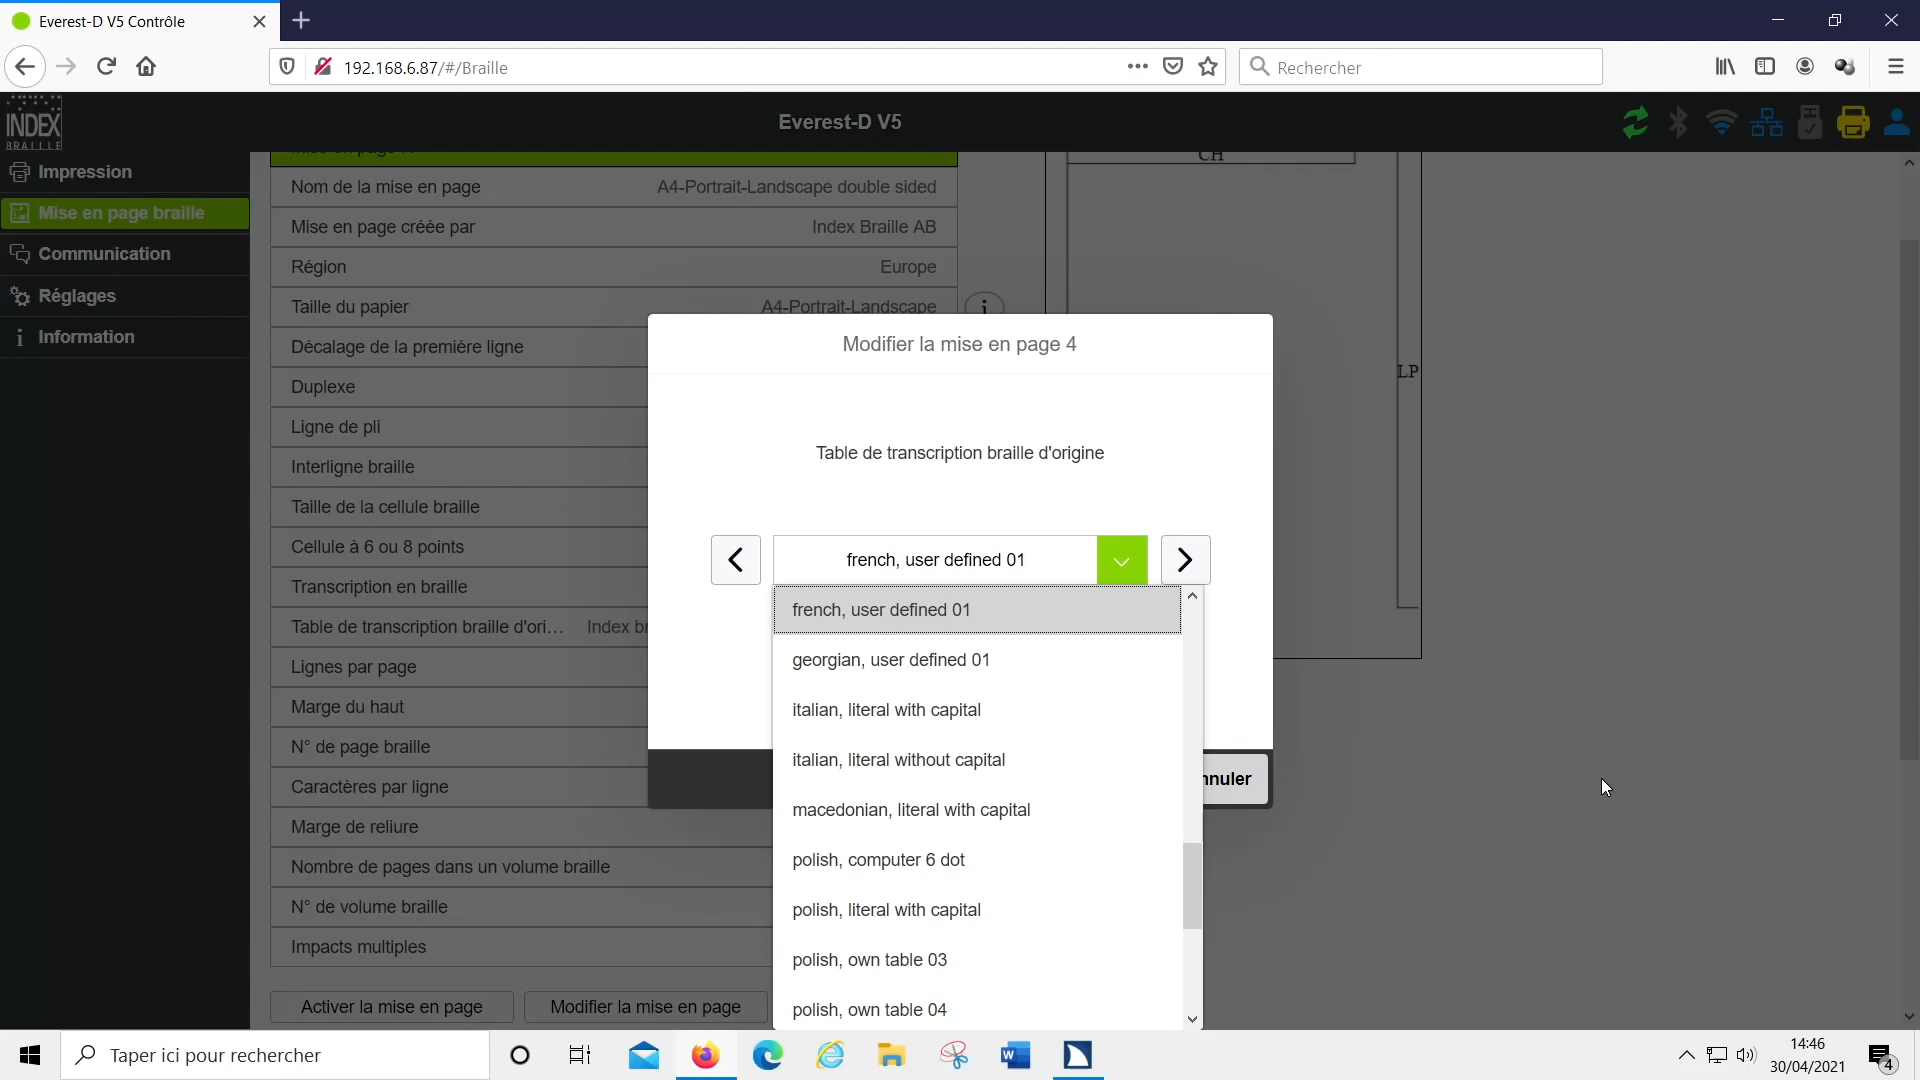 Everest-D V5 Contrôle
192.168.6.87/#/Braille
Rechercher
INDEX
BRAILLE
Everest-D V5
Impression
Mise en page braille
Communication
Réglages
Information
Nom de la mise en page A4-Portrait-Landscape double sided
Mise en page créée par Index Braille AB
Région Europe
Taille du papier A4-Portrait-Landscape
i
Décalage de la première ligne
Duplexe
Ligne de pli
Interligne braille
Taille de la cellule braille
Cellule à 6 ou 8 points
Transcription en braille
Table de transcription braille d'ori... Index
Lignes par page
Marge du haut
N° de page braille
Caractères par ligne
Marge de reliure
Nombre de pages dans un volume braille
N° de volume braille
Impacts multiples
Activer la mise en page Modifier la mise en page
CH
LP
Modifier la mise en page 4
Table de transcription braille d'origine
french, user defined 01
french, user defined 01
georgian, user defined 01
italian, literal with capital
italian, literal without capital
macedonian, literal with capital
polish, computer 6 dot
polish, literal with capital
polish, own table 03
polish, own table 04
nnuler
Taper ici pour rechercher
14:46
30/04/2021
4